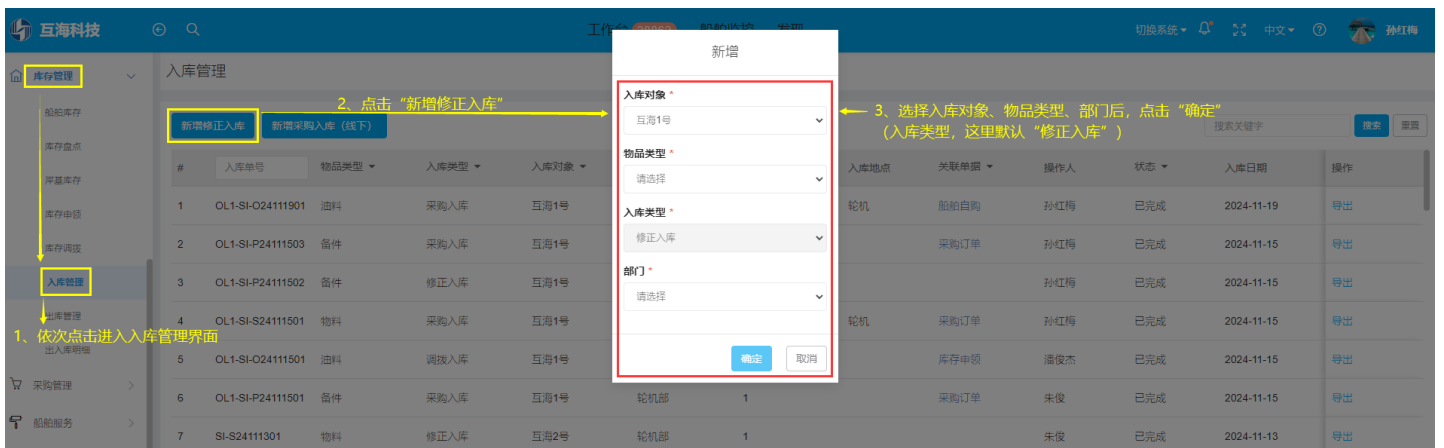 互海科技
工作台
切换系统
中文
孙红梅
库存管理
船舶库存
库存盘点
岸基库存
库存申领
库存调拨
入库管理
出库管理
1、依次点击进入入库管理界面
出入库明细
采购管理
船舶服务
入库管理
新增修正入库 新增采购入库（线下）
2、点击“新增修正入库”
搜索关键字 搜索 重置
# 入库单号 物品类型 入库类型 入库对象 入库地点 关联单据 操作人 状态 入库日期 操作
1 OL1-SI-O24111901 油料 采购入库 互海1号 轮机 船舶自购 孙红梅 已完成 2024-11-19 导出
2 OL1-SI-P24111503 备件 采购入库 互海1号 采购订单 孙红梅 已完成 2024-11-15 导出
3 OL1-SI-P24111502 备件 修正入库 互海1号 孙红梅 已完成 2024-11-15 导出
4 OL1-SI-S24111501 物料 采购入库 互海1号 轮机 采购订单 孙红梅 已完成 2024-11-15 导出
5 OL1-SI-O24111501 油料 调拨入库 互海1号 库存申领 潘俊杰 已完成 2024-11-15 导出
6 OL1-SI-P24111501 备件 采购入库 互海1号 轮机部 1 采购订单 朱俊 已完成 2024-11-15 导出
7 SI-S24111301 物料 修正入库 互海2号 轮机部 1 朱俊 已完成 2024-11-13 导出
新增
入库对象 *
互海1号
物品类型 *
请选择
入库类型 *
修正入库
部门 *
请选择
确定 取消
3、选择入库对象、物品类型、部门后，点击“确定”
(入库类型，这里默认“修正入库”)